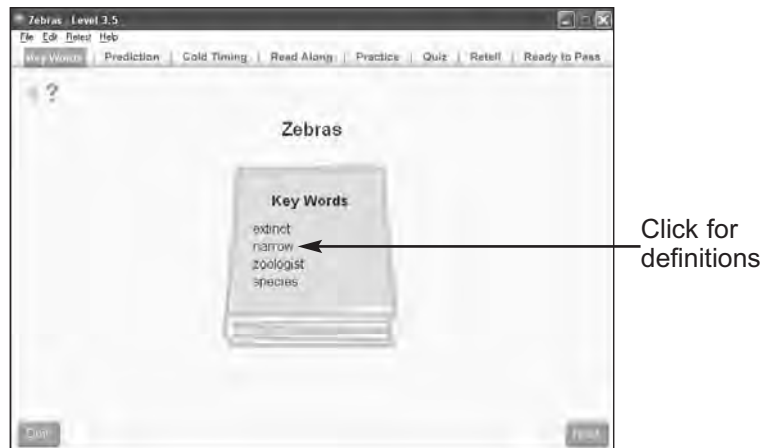 Zebras Level 3.5
File Edit Retest Help
Key Words | Prediction | Cold Timing | Read Along | Practice | Quiz | Retell | Ready to Pass
?
Zebras
Key Words
extinct
narrow
zoologist
species
Click for
definitions
Quit
Next